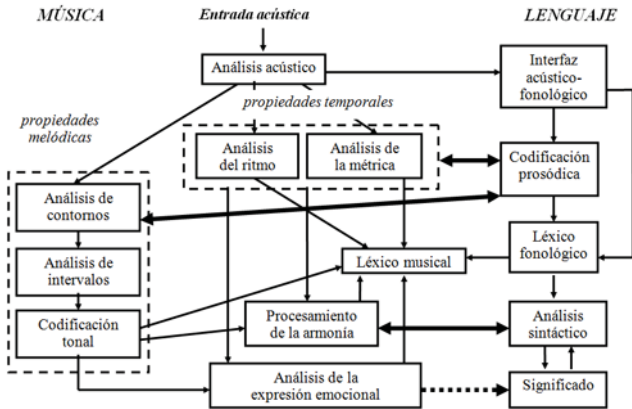 MÚSICA
Entrada acústica
LENGUAJE
Análisis acústico
Interfaz
acústico-
fonológico
propiedades temporales
propiedades
melódicas
Análisis
del ritmo
Análisis de
la métrica
Codificación
prosódica
Análisis de
contornos
Análisis de
intervalos
Léxico musical
Léxico
fonológico
Codificación
tonal
Procesamiento
de la armonía
Análisis
sintáctico
Análisis de la
expresión emocional
Significado